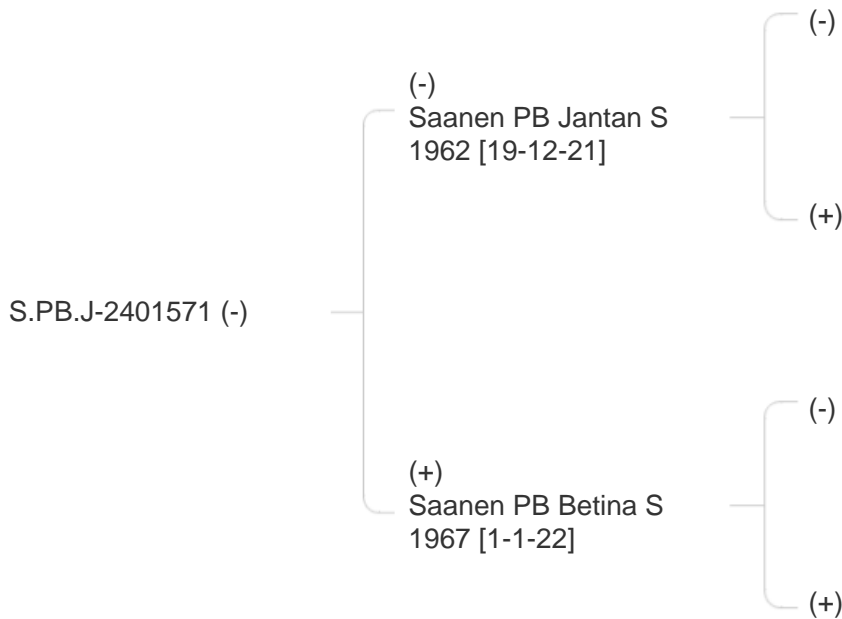 (-)
(-)
Saanen PB Jantan S
1962 [19-12-21]
(+)
S.PB.J-2401571 (-)
(-)
(+)
Saanen PB Betina S
1967 [1-1-22]
(+)